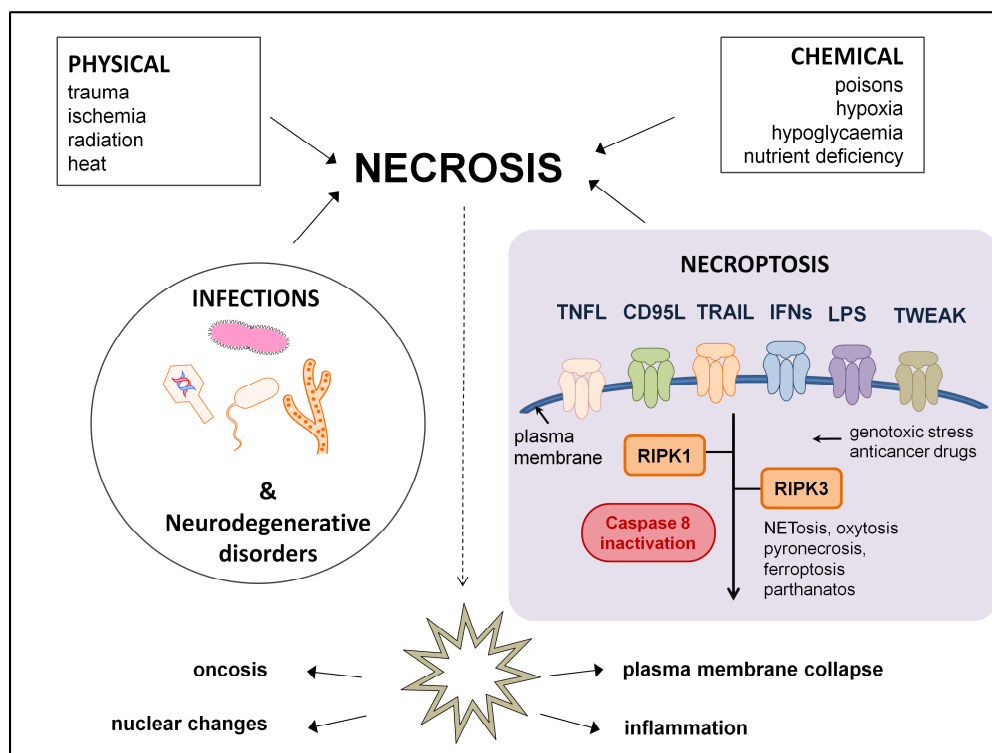 PHYSICAL
trauma
ischemia
radiation
heat
CHEMICAL
poisons
hypoxia
hypoglycaemia
nutrient deficiency
NECROSIS
INFECTIONS
&
Neurodegenerative
disorders
NECROPTOSIS
TNFL CD95L TRAIL IFNs LPS TWEAK
plasma
membrane
genotoxic stress
anticancer drugs
RIPK1
RIPK3
Caspase 8
inactivation
NETosis, oxytosis
pyronecrosis,
ferroptosis
parthanatos
oncosis
plasma membrane collapse
nuclear changes
inflammation